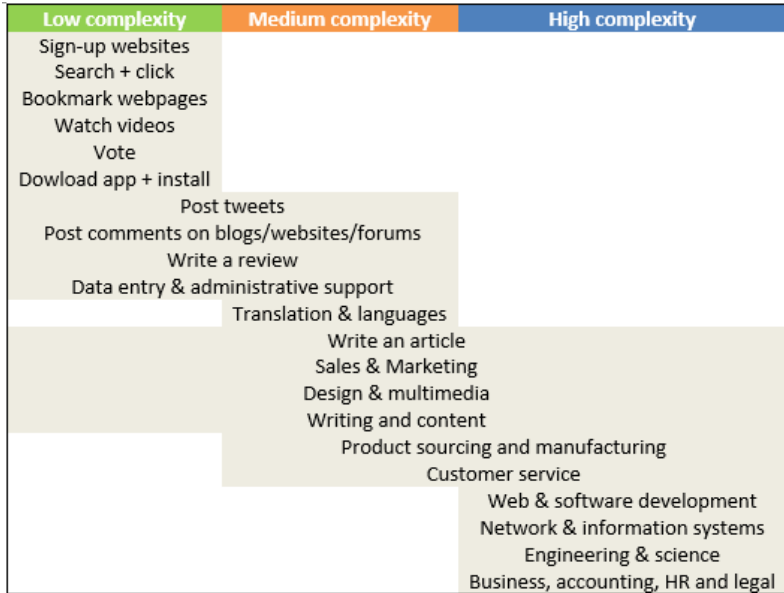 Low complexity Medium complexity High complexity
Sign-up websites
Search + click
Bookmark webpages
Watch videos
Vote
Dowload app + install
Post tweets
Post comments on blogs/websites/forums
Write a review
Data entry & administrative support
Translation & languages
Write an article
Sales & Marketing
Design & multimedia
Writing and content
Product sourcing and manufacturing
Customer service
Web & software development
Network & information systems
Engineering & science
Business, accounting, HR and legal